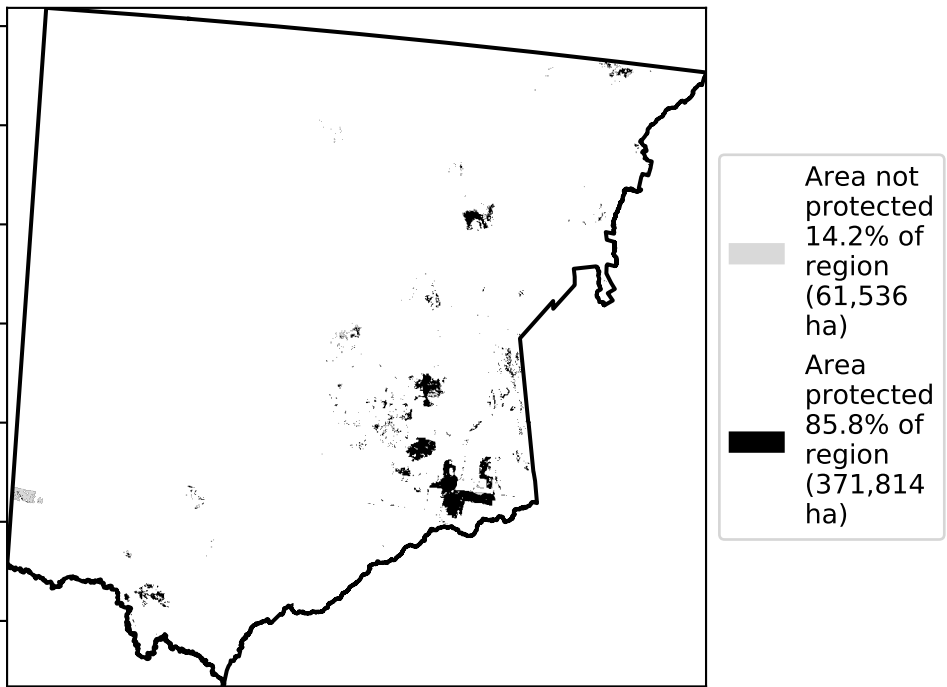 Area not
protected
14.2% of
region
(61,536
ha)
Area
protected
85.8% of
region
(371,814
ha)